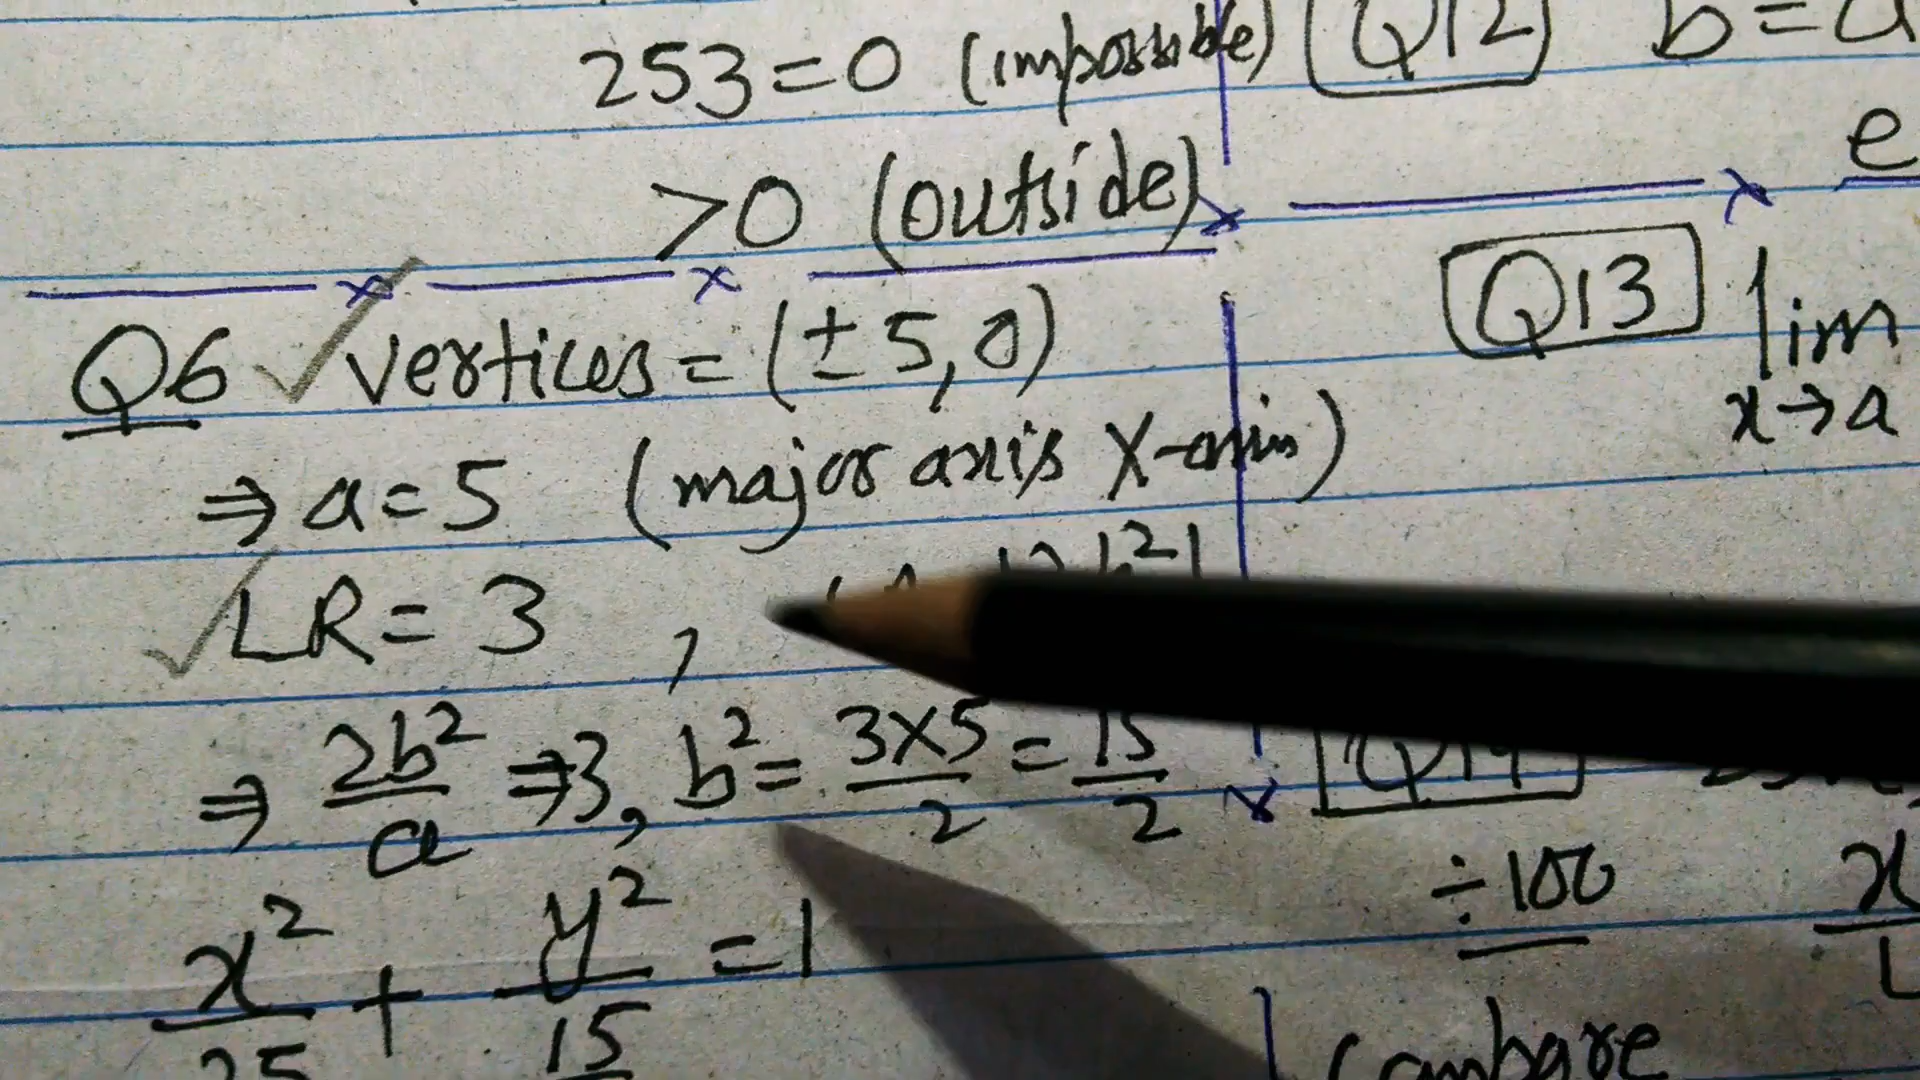 253=0 (impossible)
>0 (outside)
Q6 vertices = (±5,0)
⇒ a=5 (major axis X-axis)
LR = 3 ,
⇒ 2b²/a ⇒3, b² = 3×5/2 = 15/2
x²/25 + y²/15 = 1
Q12 b=a
e
Q13 lim
x→a
÷100
x
Compare